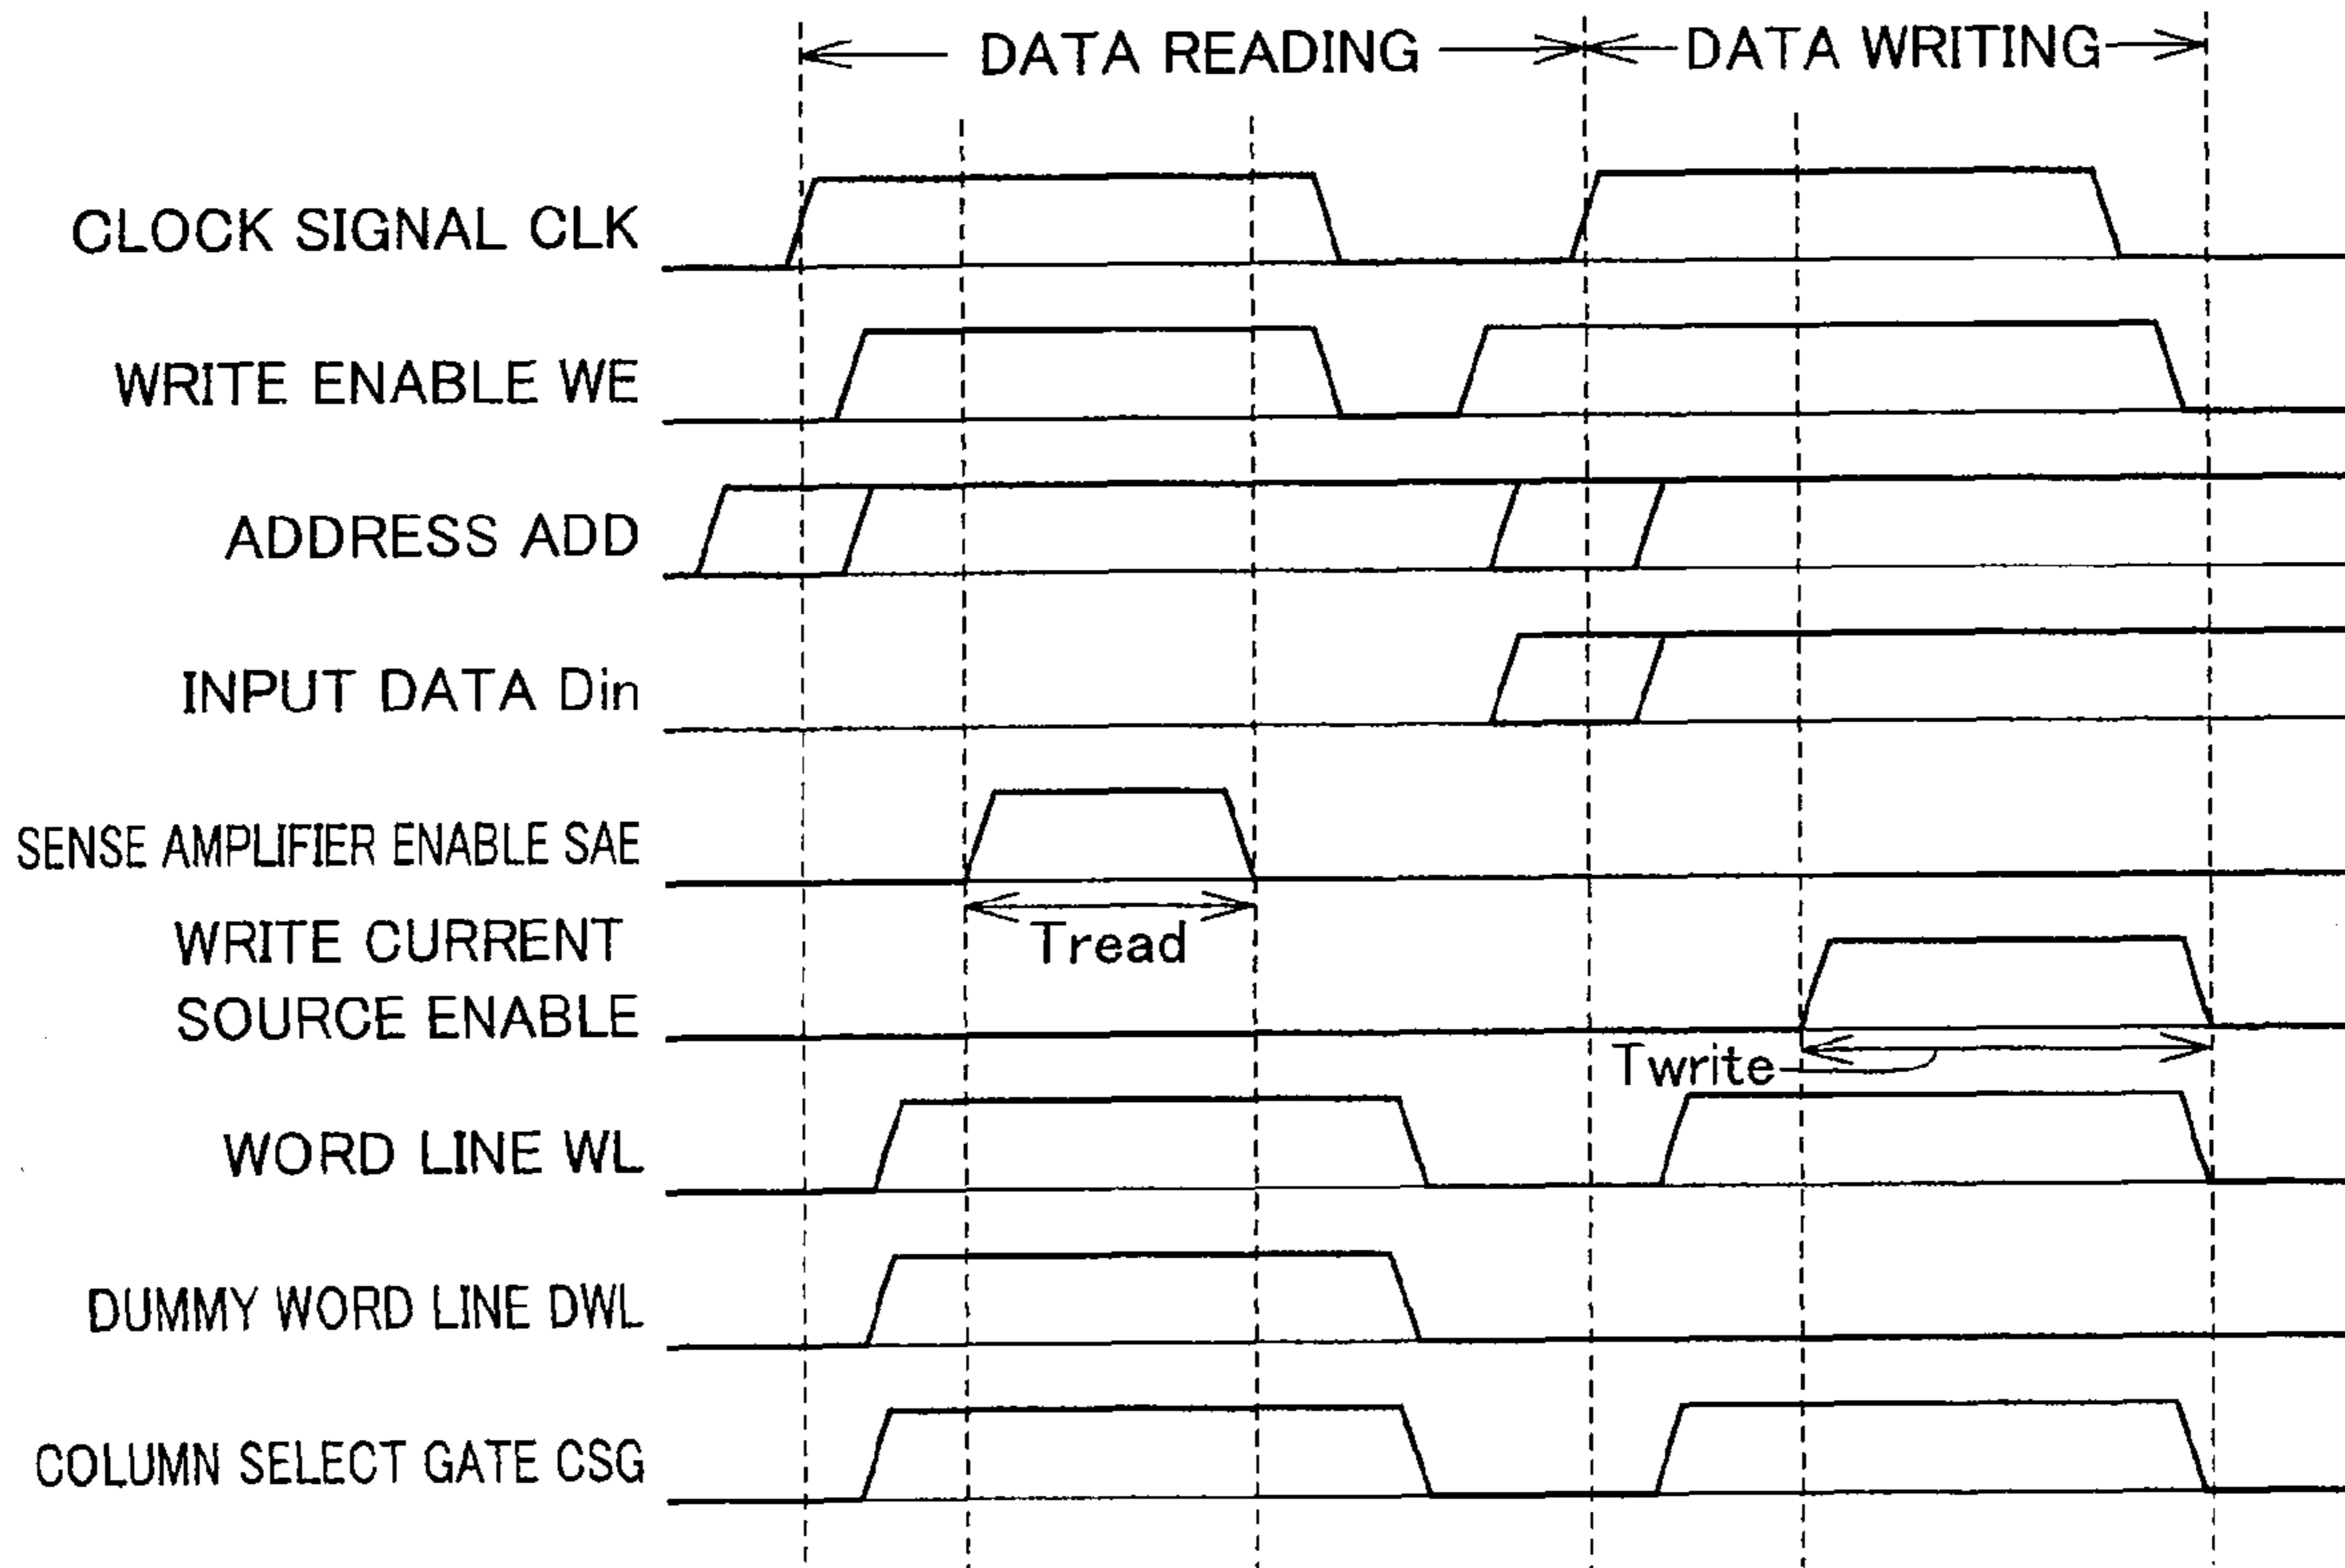 DATA READING
DATA WRITING
CLOCK SIGNAL CLK
WRITE ENABLE WE
ADDRESS ADD
INPUT DATA Din
SENSE AMPLIFIER ENABLE SAE
Tread
WRITE CURRENT
SOURCE ENABLE
Twrite
WORD LINE WL
DUMMY WORD LINE DWL
COLUMN SELECT GATE CSG